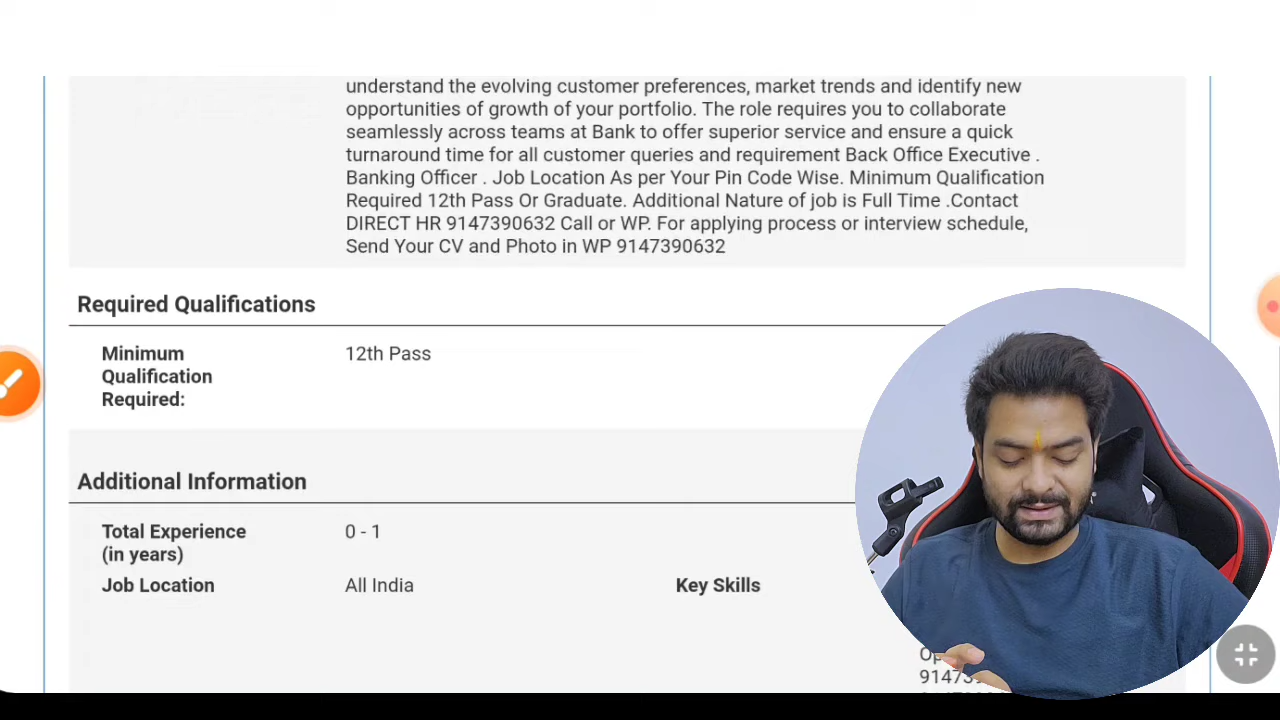 understand the evolving customer preferences, market trends and identify new
opportunities of growth of your portfolio. The role requires you to collaborate
seamlessly across teams at Bank to offer superior service and ensure a quick
turnaround time for all customer queries and requirement Back Office Executive .
Banking Officer . Job Location As per Your Pin Code Wise. Minimum Qualification
Required 12th Pass Or Graduate. Additional Nature of job is Full Time .Contact
DIRECT HR 9147390632 Call or WP. For applying process or interview schedule,
Send Your CV and Photo in WP 9147390632
Required Qualifications
Minimum
Qualification
Required:
12th Pass
Additional Information
Total Experience
(in years)
0 - 1
Job Location
All India
Key Skills